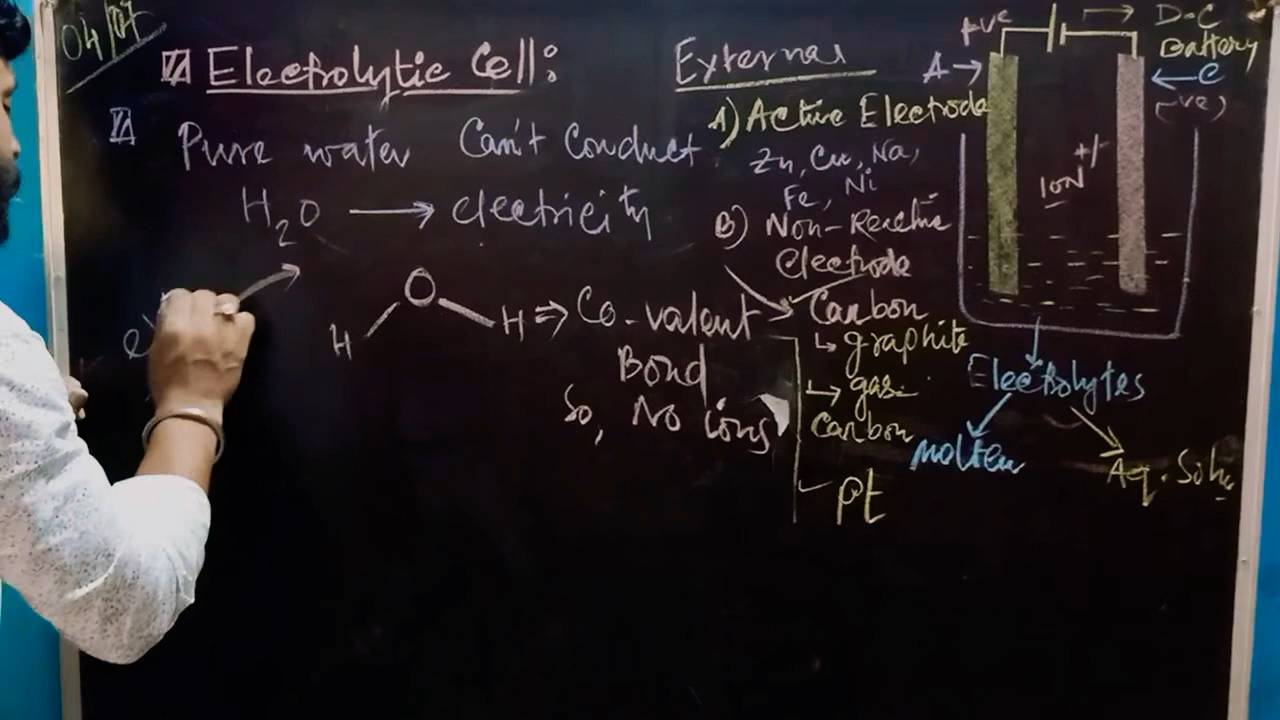 04/07
Electrolytic Cell:
Pure water Can't Conduct
H2O → electricity
O
H H ⇒ Co-valent
Bond
So, No ions
External
A) Active Electrode
Zn, Cu, Na,
Fe, Ni
B) Non-Reactive
Electrode
Carbon
↳ graphite
↳ gas
Carbon
Pt
+ve
→ D.C
Battery
A →
← C
(-ve)
ION +/-
Electrolytes
Molten
Aq. Soln